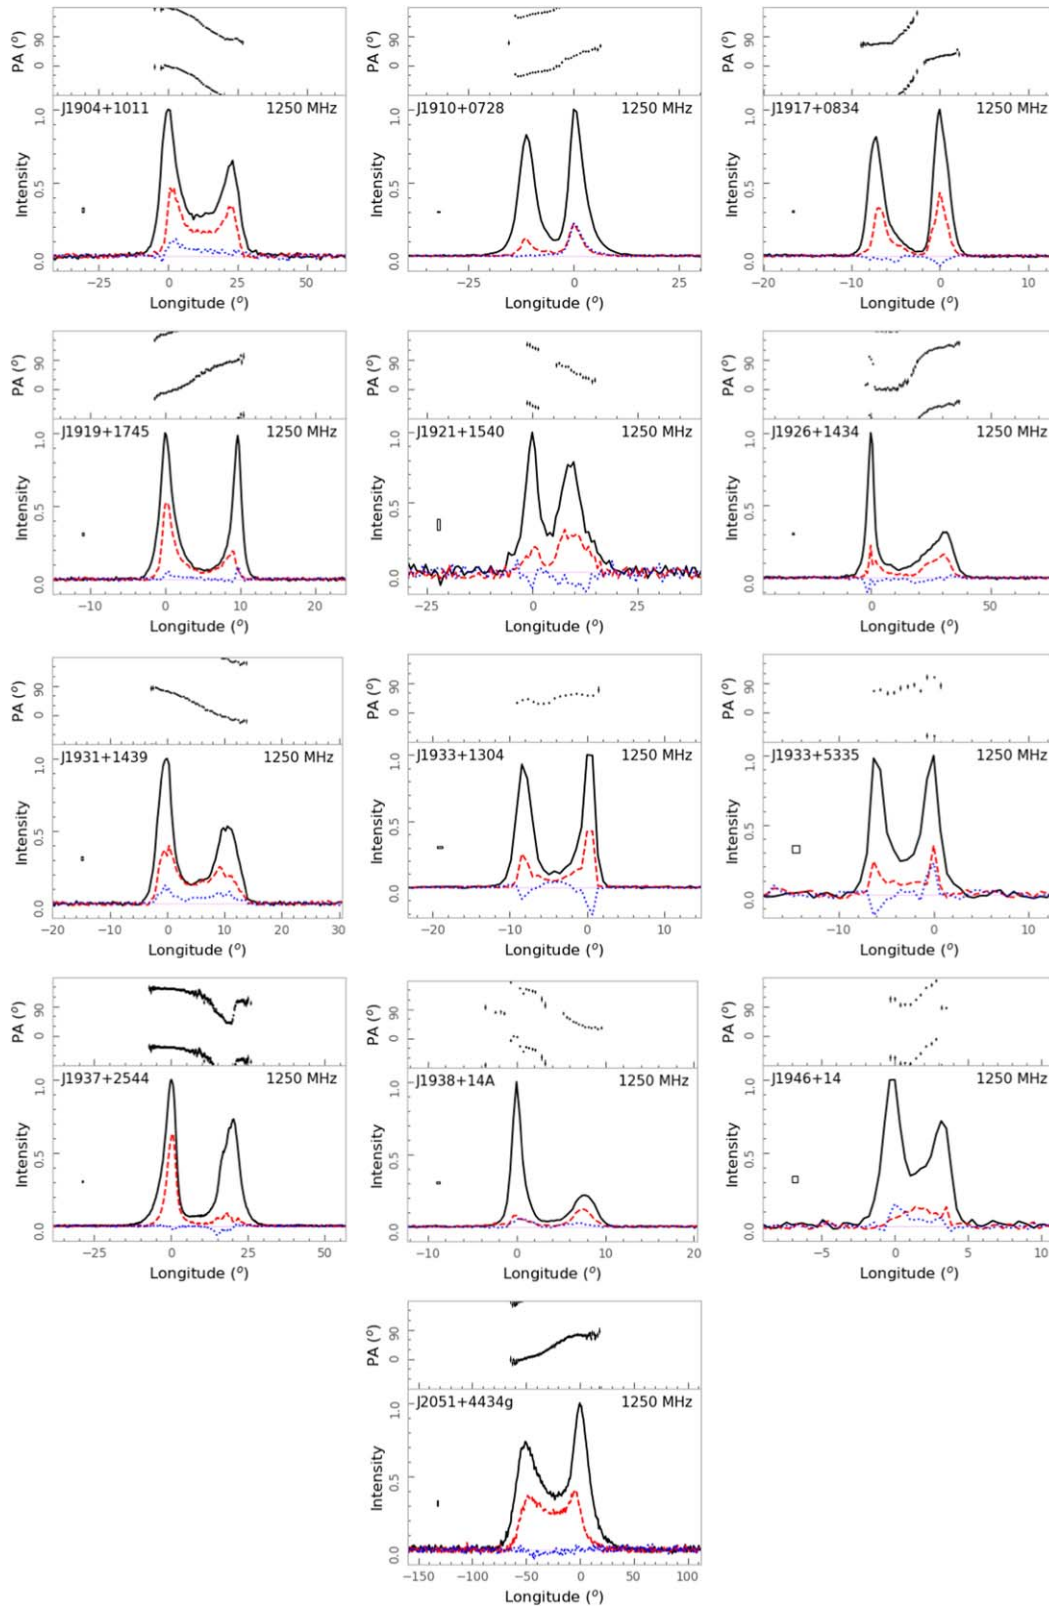 PA (°)
90
0
J1904+1011 1250 MHz
Intensity
1.0
0.5
0.0
−25 0 25 50
Longitude (°)
PA (°)
90
0
J1910+0728 1250 MHz
Intensity
1.0
0.5
0.0
−25 0 25
Longitude (°)
PA (°)
90
0
J1917+0834 1250 MHz
Intensity
1.0
0.5
0.0
−20 −10 0 10
Longitude (°)
PA (°)
90
0
J1919+1745 1250 MHz
Intensity
1.0
0.5
0.0
−10 0 10 20
Longitude (°)
PA (°)
90
0
J1921+1540 1250 MHz
Intensity
1.0
0.5
0.0
−25 0 25
Longitude (°)
PA (°)
90
0
J1926+1434 1250 MHz
Intensity
1.0
0.5
0.0
0 50
Longitude (°)
PA (°)
90
0
J1931+1439 1250 MHz
Intensity
1.0
0.5
0.0
−20 −10 0 10 20 30
Longitude (°)
PA (°)
90
0
J1933+1304 1250 MHz
Intensity
1.0
0.5
0.0
−20 −10 0 10
Longitude (°)
PA (°)
90
0
J1933+5335 1250 MHz
Intensity
1.0
0.5
0.0
−10 0 10
Longitude (°)
PA (°)
90
0
J1937+2544 1250 MHz
Intensity
1.0
0.5
0.0
−25 0 25 50
Longitude (°)
PA (°)
90
0
J1938+14A 1250 MHz
Intensity
1.0
0.5
0.0
−10 0 10 20
Longitude (°)
PA (°)
90
0
J1946+14 1250 MHz
Intensity
1.0
0.5
0.0
−5 0 5 10
Longitude (°)
PA (°)
90
0
J2051+4434g 1250 MHz
Intensity
1.0
0.5
0.0
−150 −100 −50 0 50 100
Longitude (°)